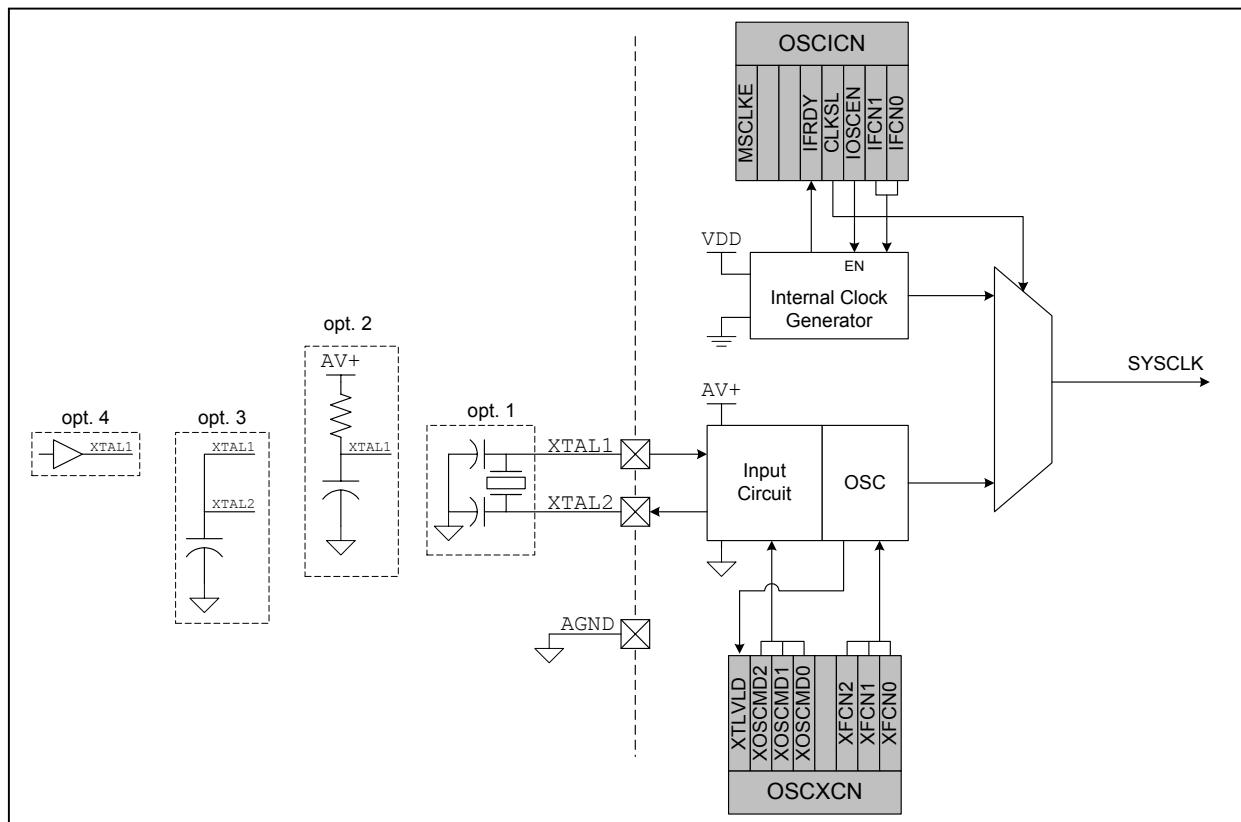 OSCICN
MSCLKE
IFRDY
CLKSL
IOSCEN
IFCN1
IFCN0
VDD
EN
Internal Clock
Generator
opt. 2
AV+
XTAL1
opt. 4
XTAL1
opt. 3
XTAL1
XTAL2
opt. 1
XTAL1
XTAL2
AV+
Input
Circuit
OSC
SYSCLK
AGND
XTLVLD
XOSCMD2
XOSCMD1
XOSCMD0
XFCN2
XFCN1
XFCN0
OSCXCN